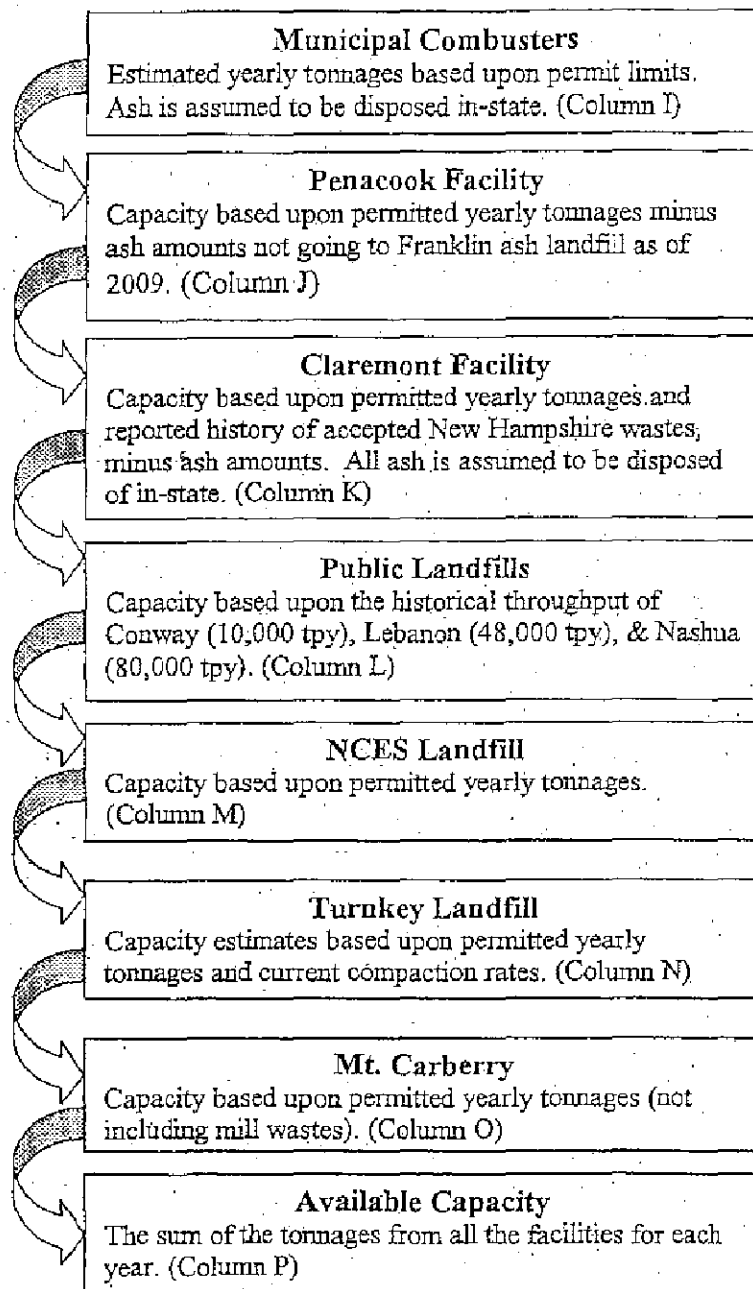 Municipal Combusters
Estimated yearly tonnages based upon permit limits.
Ash is assumed to be disposed in-state. (Column I)
Penacook Facility
Capacity based upon permitted yearly tonnages minus
ash amounts not going to Franklin ash landfill as of
2009. (Column J)
Claremont Facility
Capacity based upon permitted yearly tonnages and
reported history of accepted New Hampshire wastes,
minus ash amounts. All ash is assumed to be disposed
of in-state. (Column K)
Public Landfills
Capacity based upon the historical throughput of
Conway (10,000 tpy), Lebanon (48,000 tpy), & Nashua
(80,000 tpy). (Column L)
NCES Landfill
Capacity based upon permitted yearly tonnages.
(Column M)
Turnkey Landfill
Capacity estimates based upon permitted yearly
tonnages and current compaction rates. (Column N)
Mt. Carberry
Capacity based upon permitted yearly tonnages (not
including mill wastes). (Column O)
Available Capacity
The sum of the tonnages from all the facilities for each
year. (Column P)